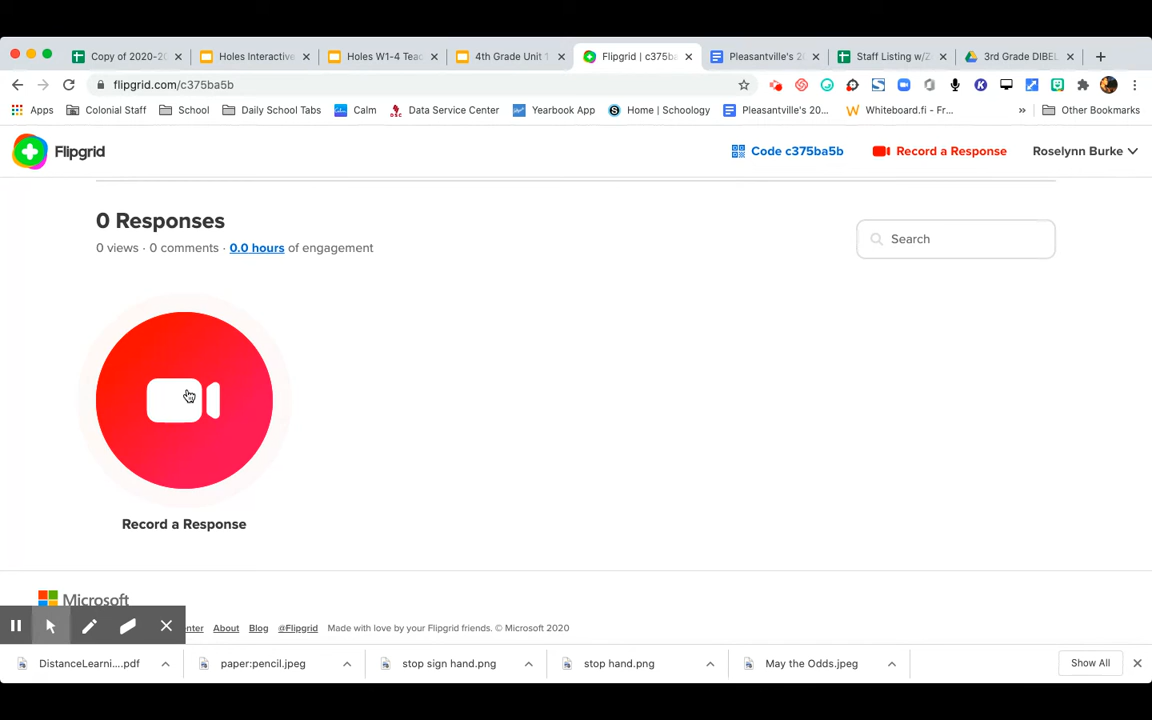 Copy of 2020-20
Holes Interactive
Holes W1-4 Teac
4th Grade Unit 1
Flipgrid | c375ba5b
Pleasantville's 20
Staff Listing w/Z
3rd Grade DIBEL
flipgrid.com/c375ba5b
Apps
Colonial Staff
School
Daily School Tabs
Calm
Data Service Center
Yearbook App
Home | Schoology
Pleasantville's 20...
Whiteboard.fi - Fr...
»
Other Bookmarks
Flipgrid
Code c375ba5b
Record a Response
Roselynn Burke
0 Responses
0 views · 0 comments · 0.0 hours of engagement
Search
Record a Response
Microsoft
enter About Blog @Flipgrid Made with love by your Flipgrid friends. © Microsoft 2020
DistanceLearni....pdf
paper:pencil.jpeg
stop sign hand.png
stop hand.png
May the Odds.jpeg
Show All